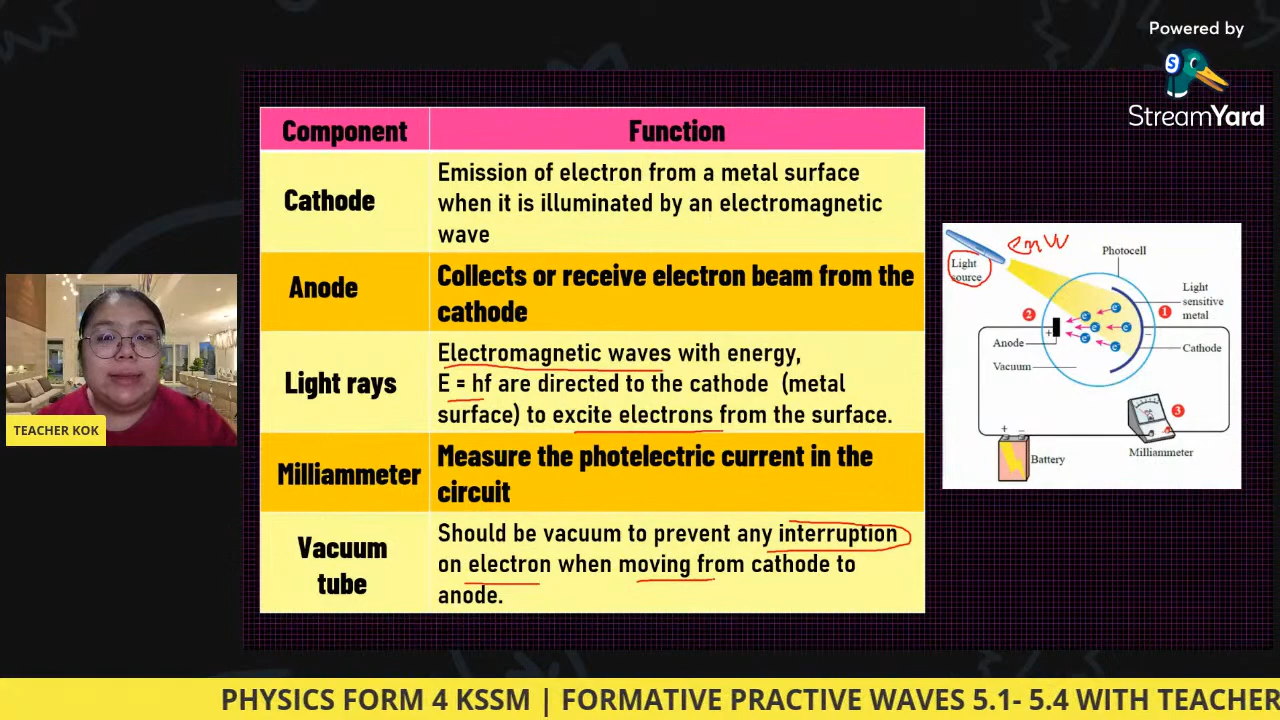 Powered by
StreamYard
Component
Function
Cathode
Emission of electron from a metal surface
when it is illuminated by an electromagnetic
wave
Anode
Collects or receive electron beam from the
cathode
Light rays
Electromagnetic waves with energy,
E = hf are directed to the cathode (metal
surface) to excite electrons from the surface.
Milliammeter
Measure the photelectric current in the
circuit
Vacuum
tube
Should be vacuum to prevent any interruption
on electron when moving from cathode to
anode.
emw
Light
source
Photocell
Light
sensitive
metal
2
1
e⁻
e⁻
e⁻
e⁻
e⁻
e⁻
+
Anode
Cathode
Vacuum
3
+ −
Battery
Milliammeter
TEACHER KOK
PHYSICS FORM 4 KSSM | FORMATIVE PRACTIVE WAVES 5.1- 5.4 WITH TEACHER